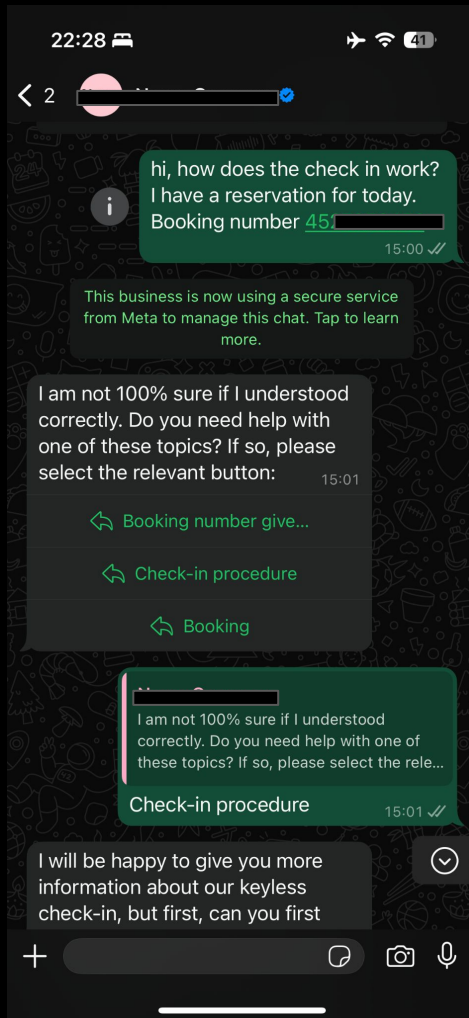 22:28
41
2
hi, how does the check in work?
I have a reservation for today.
Booking number 45
15:00
This business is now using a secure service
from Meta to manage this chat. Tap to learn
more.
I am not 100% sure if I understood
correctly. Do you need help with
one of these topics? If so, please
select the relevant button:
15:01
Booking number give...
Check-in procedure
Booking
I am not 100% sure if I understood
correctly. Do you need help with one of
these topics? If so, please select the rele...
Check-in procedure
15:01
I will be happy to give you more
information about our keyless
check-in, but first, can you first